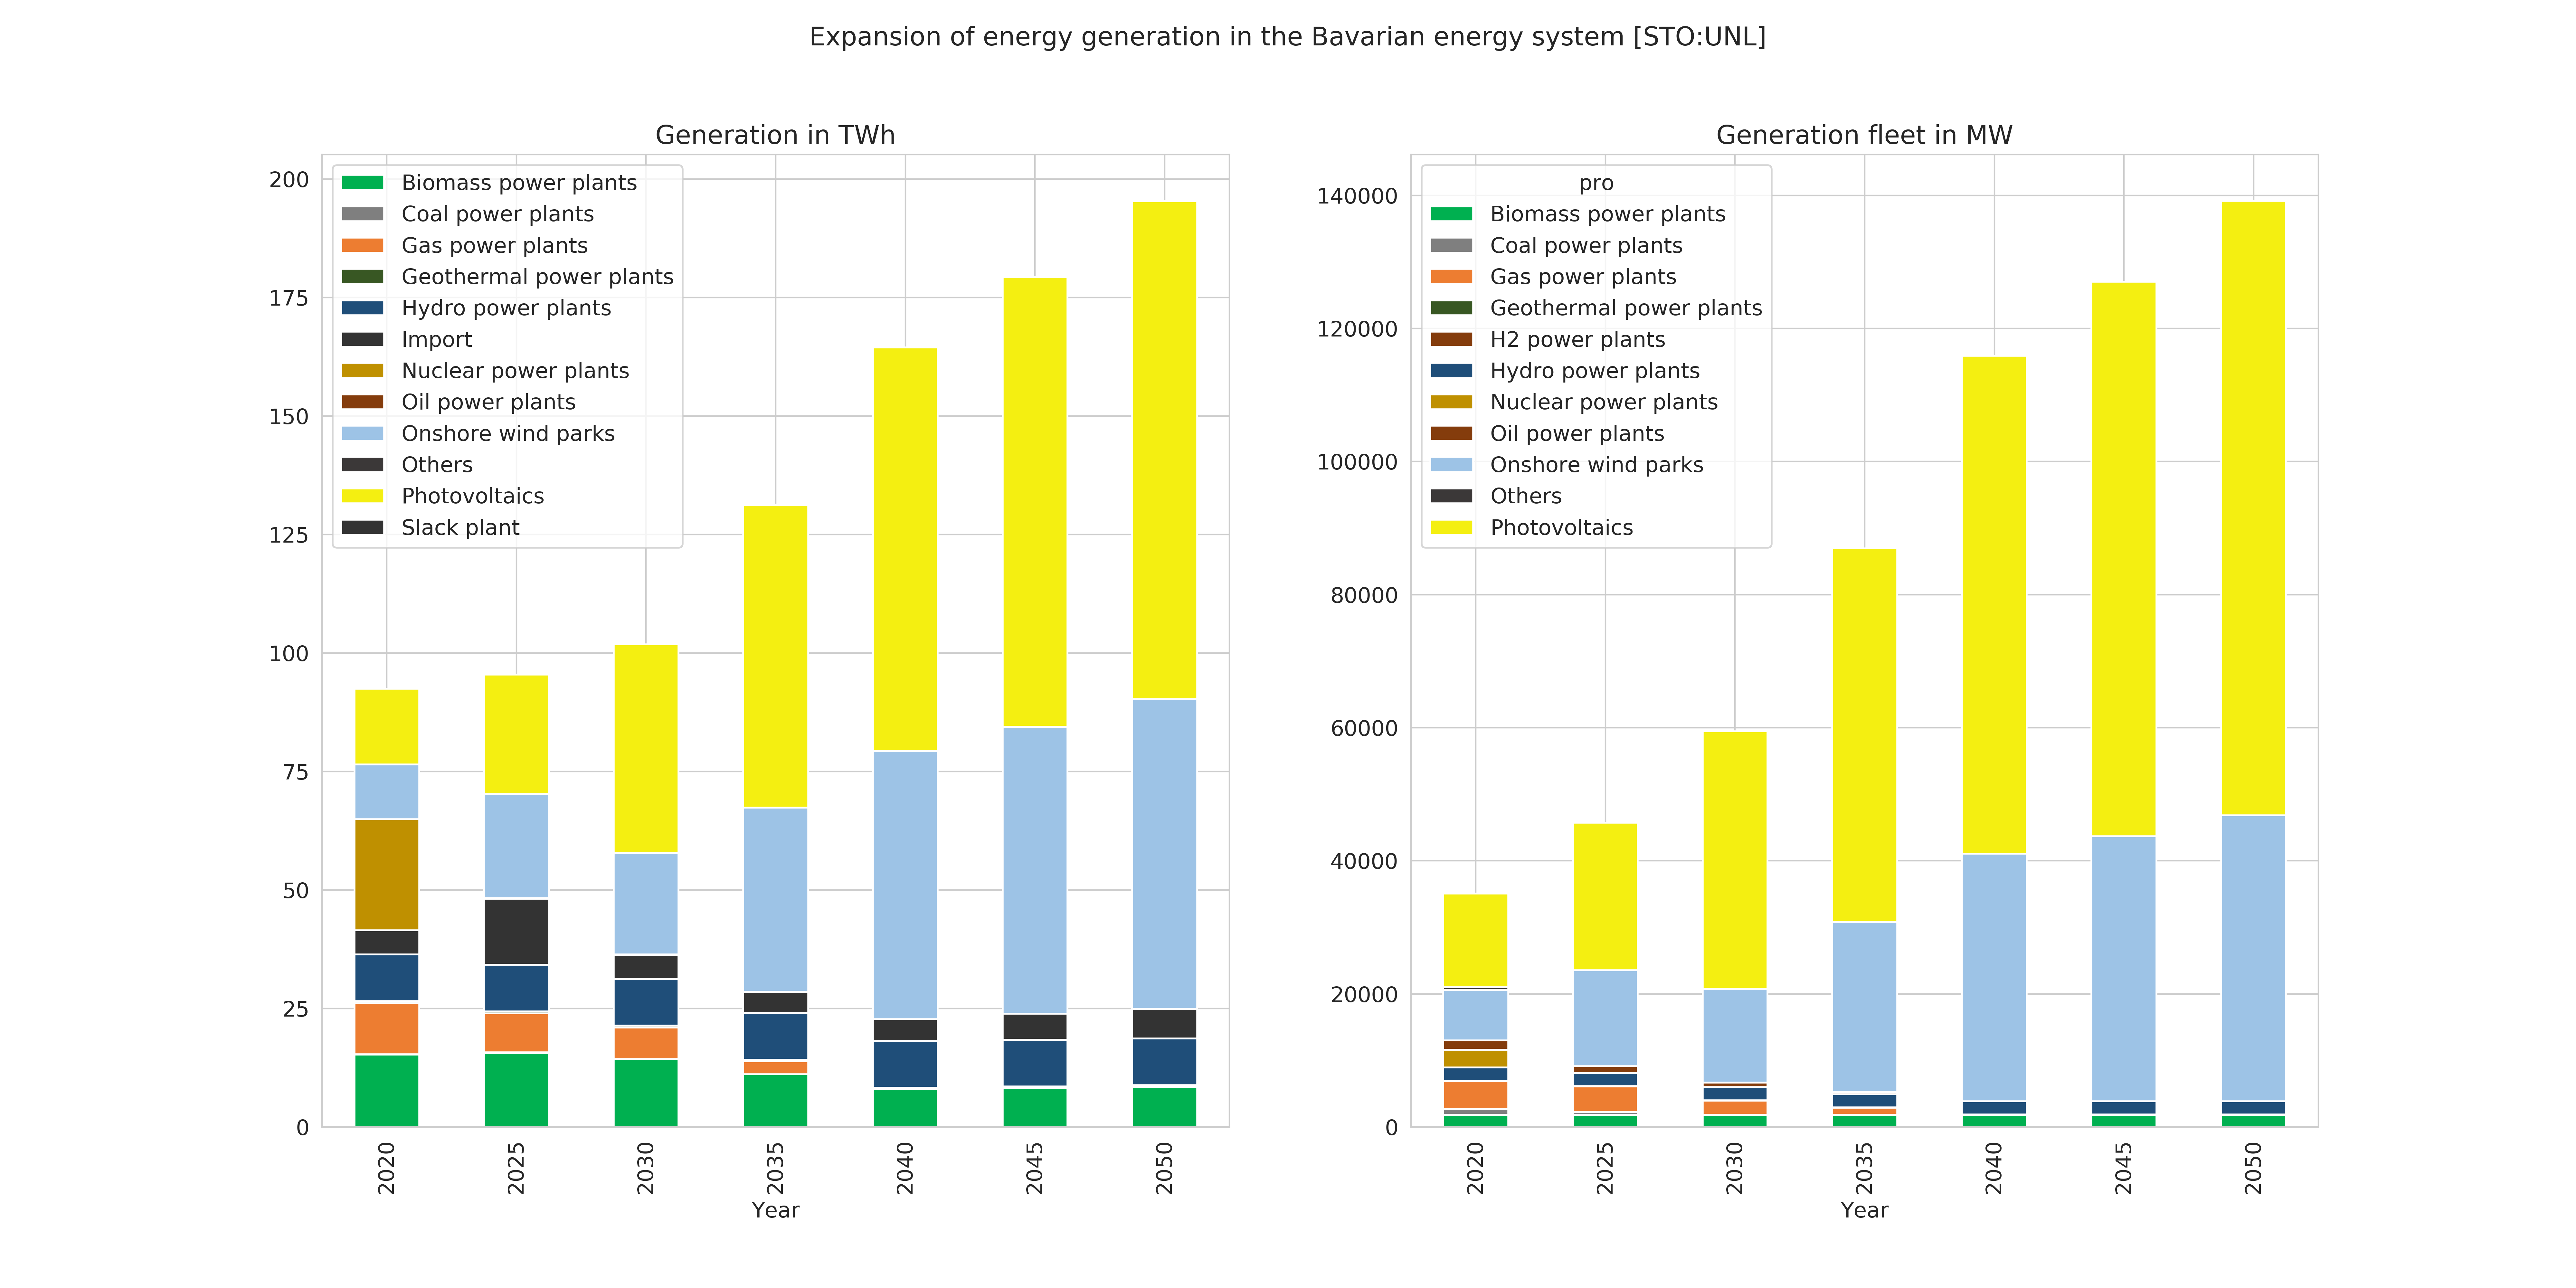 Expansion of energy generation in the Bavarian energy system [STO:UNL]
Generation in TWh
200
175
150
125
100
75
50
25
0
Biomass power plants
Coal power plants
Gas power plants
Geothermal power plants
Hydro power plants
Import
Nuclear power plants
Oil power plants
Onshore wind parks
Others
Photovoltaics
Slack plant
2020
2025
2030
2035
2040
2045
2050
Year
Generation fleet in MW
140000
120000
100000
80000
60000
40000
20000
0
pro
Biomass power plants
Coal power plants
Gas power plants
Geothermal power plants
H2 power plants
Hydro power plants
Nuclear power plants
Oil power plants
Onshore wind parks
Others
Photovoltaics
2020
2025
2030
2035
2040
2045
2050
Year